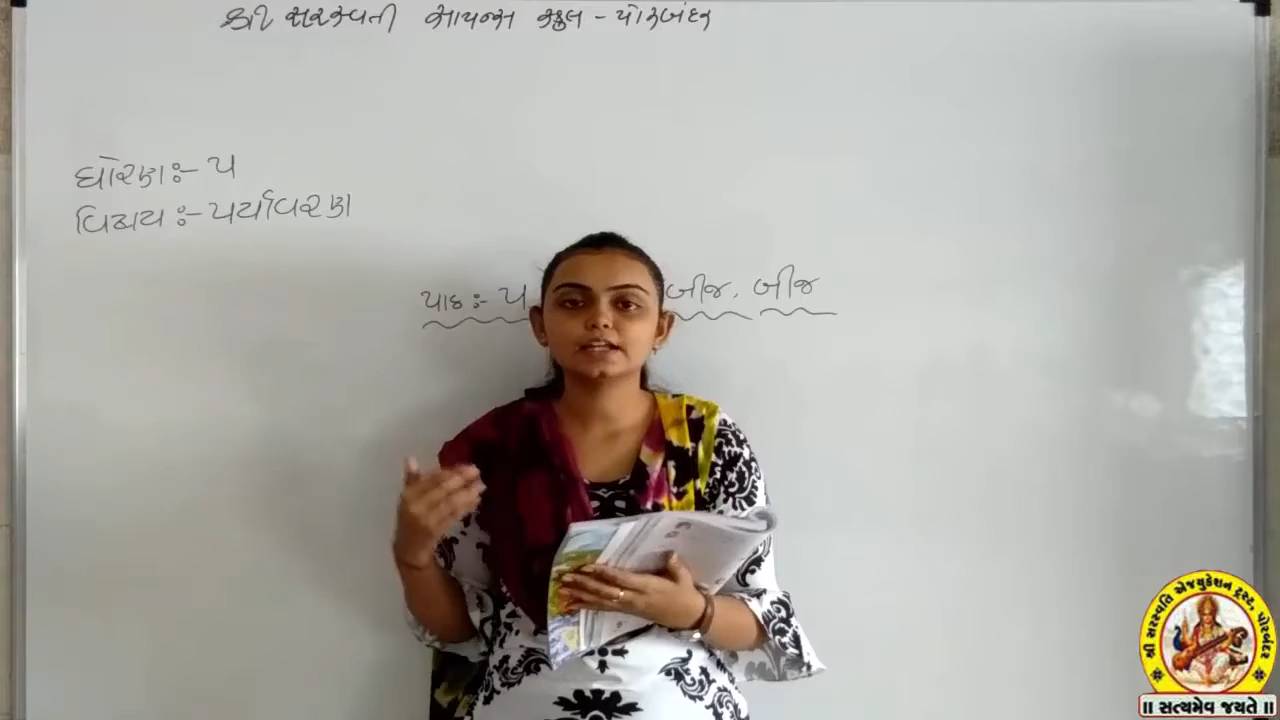 શ્રી સરસ્વતી સાયન્સ સ્કુલ - પોરબંદર
ધોરણ :- ૫
વિષય :- પર્યાવરણ
પાઠ :- ૫ બીજ, બીજ
શ્રી સરસ્વતિ એજયુકેશન ટ્રસ્ટ, પોરબંદર
॥ સત્યમેવ જયતે ॥